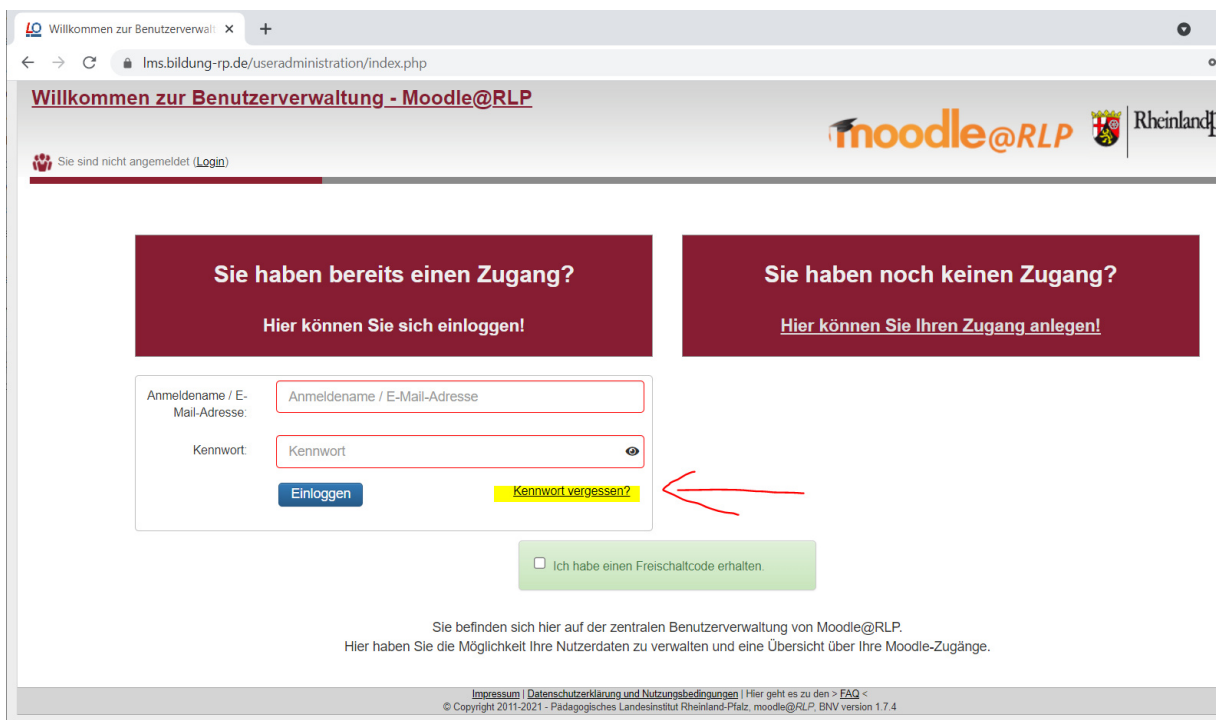 Willkommen zur Benutzerverwalt
lms.bildung-rp.de/useradministration/index.php
Willkommen zur Benutzerverwaltung - Moodle@RLP
moodle@RLP
Rheinland
Sie sind nicht angemeldet (Login)
Sie haben bereits einen Zugang?
Hier können Sie sich einloggen!
Sie haben noch keinen Zugang?
Hier können Sie Ihren Zugang anlegen!
Anmeldename / E-
Mail-Adresse:
Anmeldename / E-Mail-Adresse
Kennwort:
Kennwort
Einloggen
Kennwort vergessen?
Ich habe einen Freischaltcode erhalten.
Sie befinden sich hier auf der zentralen Benutzerverwaltung von Moodle@RLP.
Hier haben Sie die Möglichkeit Ihre Nutzerdaten zu verwalten und eine Übersicht über Ihre Moodle-Zugänge.
Impressum | Datenschutzerklärung und Nutzungsbedingungen | Hier geht es zu den > FAQ <
© Copyright 2011-2021 - Pädagogisches Landesinstitut Rheinland-Pfalz, moodle@RLP, BNV version 1.7.4